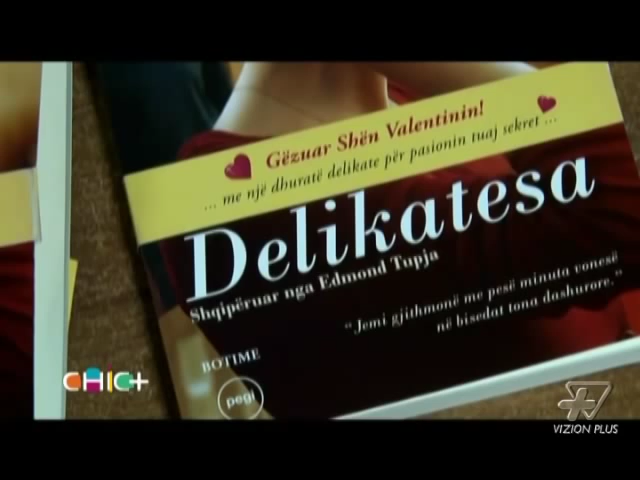 Gëzuar Shën Valentinin!
... me një dhuratë delikate për pasionin tuaj sekret ...
Delikatesa
Shqipëruar nga Edmond Tupja
“Jemi gjithmonë me pesë minuta vonesë
në bisedat tona dashurore.”
BOTIME
pegi
CHIC+
VIZION PLUS